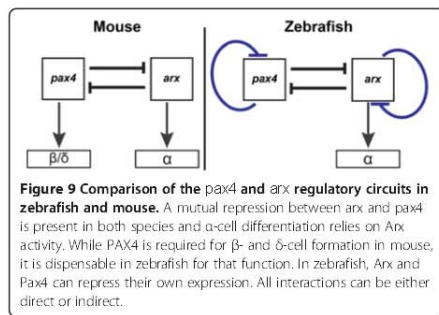 Mouse
Zebrafish
pax4
arx
pax4
arx
β/δ
α
α
Figure 9 Comparison of the pax4 and arx regulatory circuits in
zebrafish and mouse. A mutual repression between arx and pax4
is present in both species and α-cell differentiation relies on Arx
activity. While PAX4 is required for β- and δ-cell formation in mouse,
it is dispensable in zebrafish for that function. In zebrafish, Arx and
Pax4 can repress their own expression. All interactions can be either
direct or indirect.